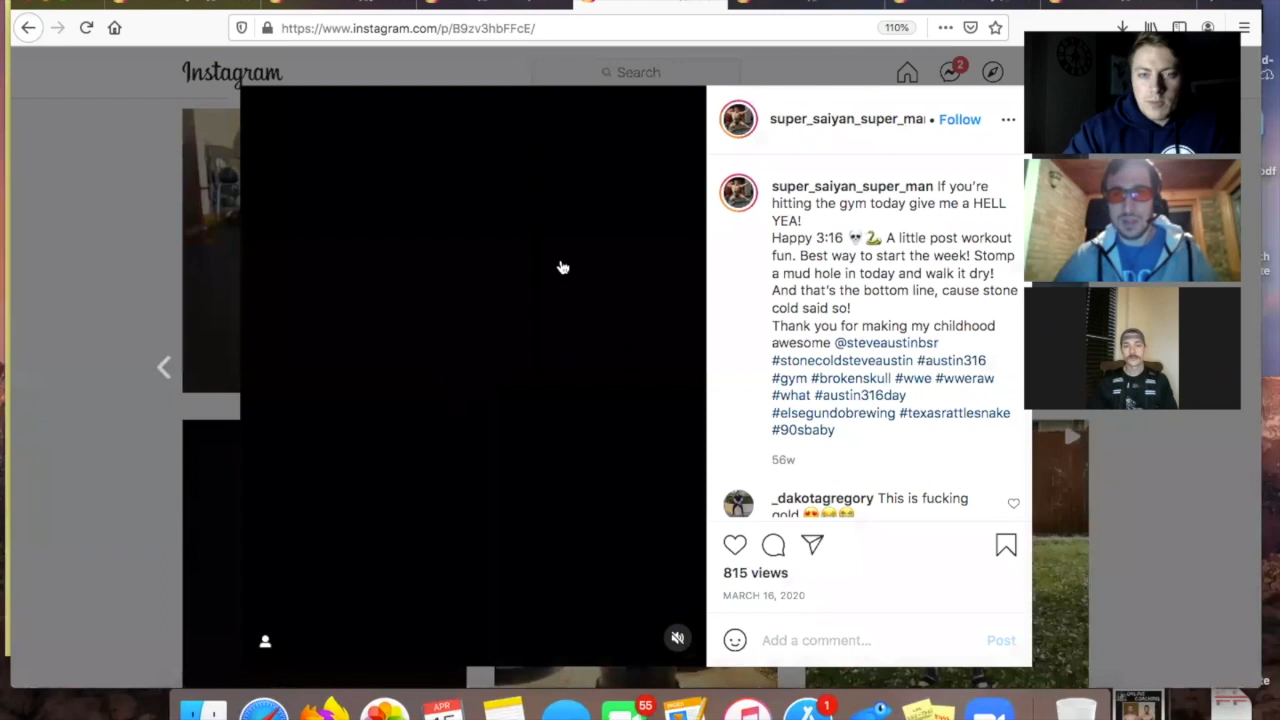 https://www.instagram.com/p/B9zv3hbFFcE/
110%
Instagram
Search
2
super_saiyan_super_ma
• Follow
super_saiyan_super_man If you're
hitting the gym today give me a HELL
YEA!
Happy 3:16 💀🐍 A little post workout
fun. Best way to start the week! Stomp
a mud hole in today and walk it dry!
And that's the bottom line, cause stone
cold said so!
Thank you for making my childhood
awesome @steveaustinbsr
#stonecoldsteveaustin #austin316
#gym #brokenskull #wwe #wweraw
#what #austin316day
#elsegundobrewing #texasrattlesnake
#90sbaby
56w
_dakotagregory This is fucking
gold
815 views
MARCH 16, 2020
Add a comment...
Post
APR
55
1